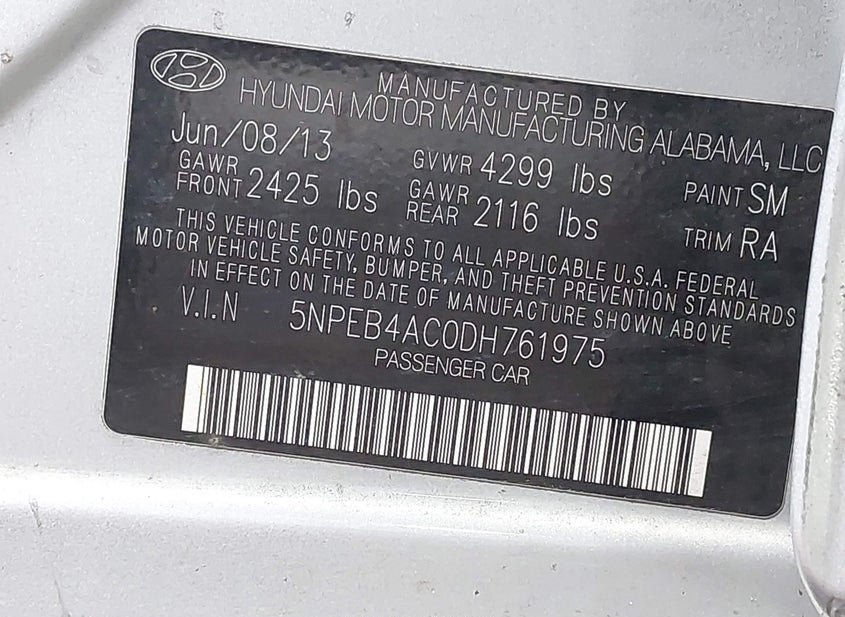 MANUFACTURED BY
HYUNDAI MOTOR MANUFACTURING ALABAMA, LLC
Jun/08/13 GVWR 4299 lbs PAINT SM
GAWR FRONT 2425 lbs GAWR REAR 2116 lbs TRIM RA
THIS VEHICLE CONFORMS TO ALL APPLICABLE U.S.A. FEDERAL
MOTOR VEHICLE SAFETY, BUMPER, AND THEFT PREVENTION STANDARDS
IN EFFECT ON THE DATE OF MANUFACTURE SHOWN ABOVE
V.I.N 5NPEB4AC0DH761975
PASSENGER CAR